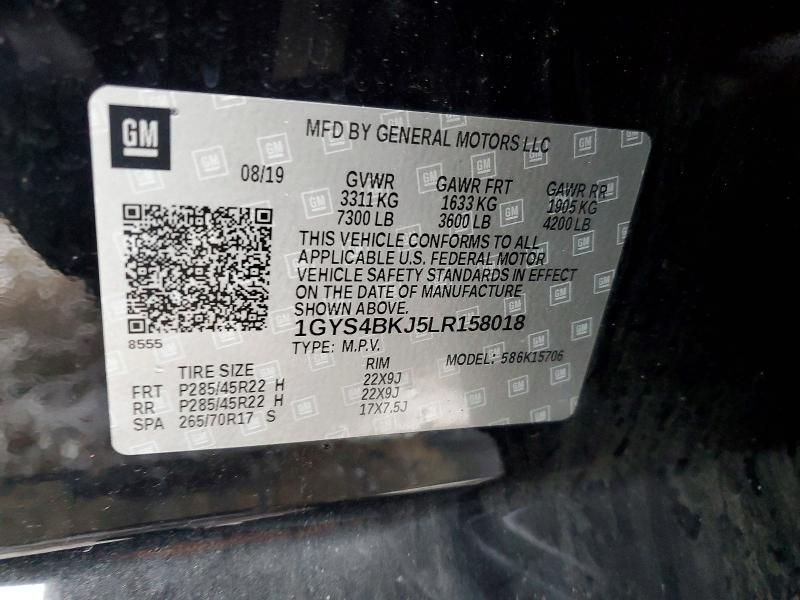 GM
MFD BY GENERAL MOTORS LLC
08/19
GVWR GAWR FRT GAWR RR
3311 KG 1633 KG 1905 KG
7300 LB 3600 LB 4200 LB
THIS VEHICLE CONFORMS TO ALL
APPLICABLE U.S. FEDERAL MOTOR
VEHICLE SAFETY STANDARDS IN EFFECT
ON THE DATE OF MANUFACTURE
SHOWN ABOVE.
1GYS4BKJ5LR158018
8555
TYPE: M.P.V. MODEL: 586K15706
TIRE SIZE RIM
FRT P285/45R22 H 22X9J
RR P285/45R22 H 22X9J
SPA 265/70R17 S 17X7.5J